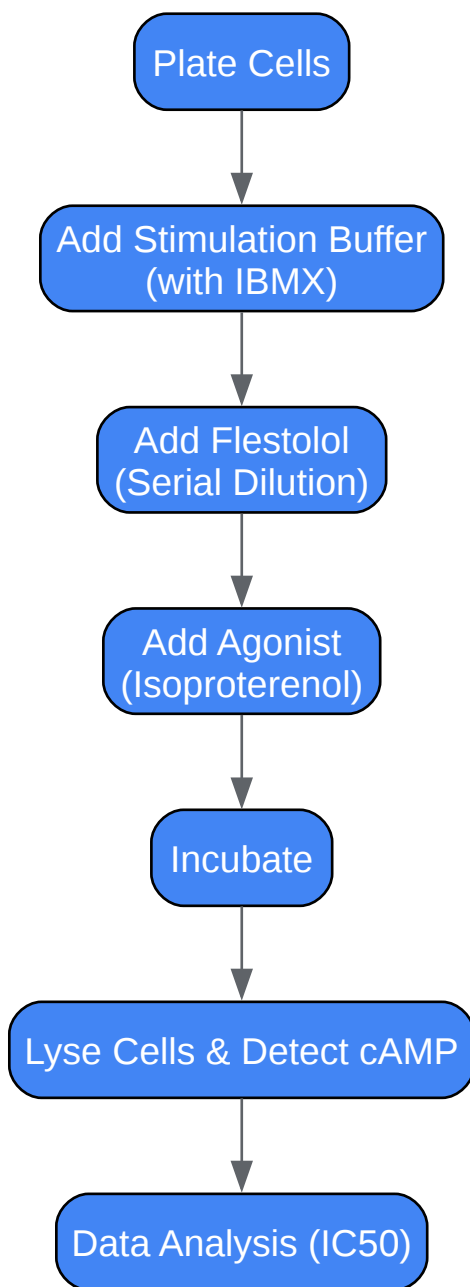 Plate Cells
Add Stimulation Buffer
(with IBMX)
Add Flestolol
(Serial Dilution)
Add Agonist
(Isoproterenol)
Incubate
Lyse Cells & Detect cAMP
Data Analysis (IC50)